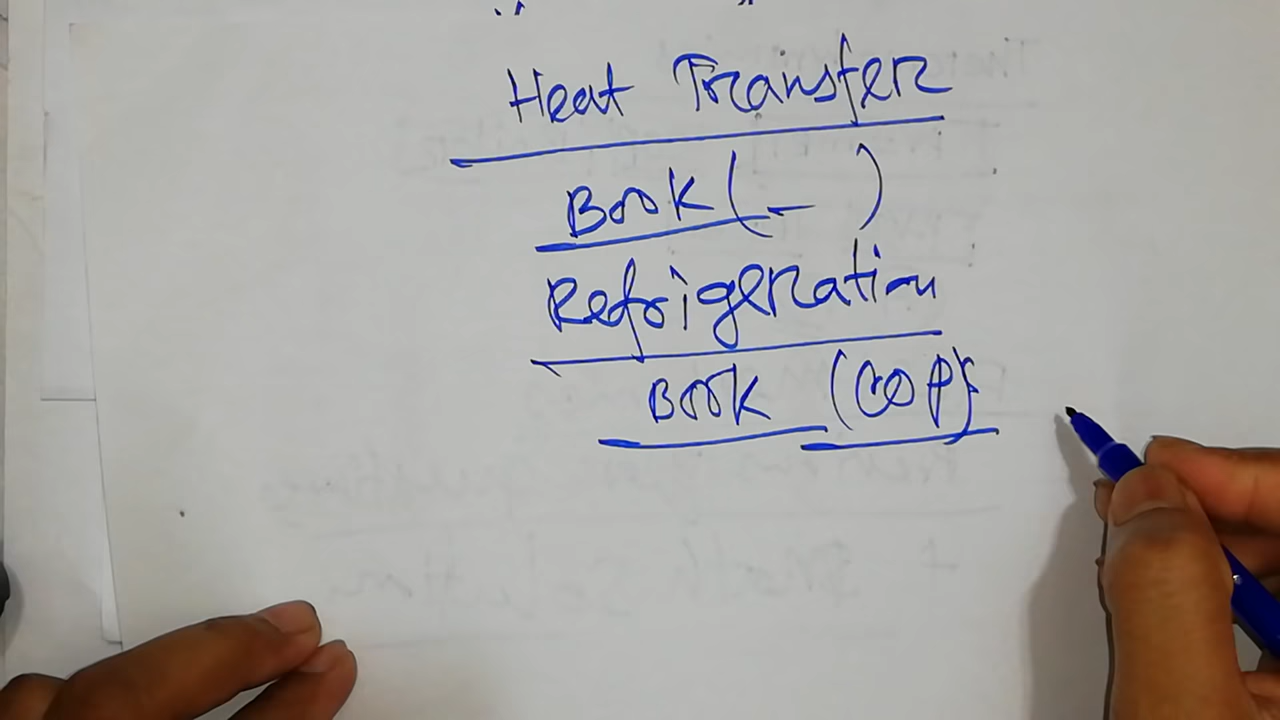 Heat Transfer
Book (_ )
Refrigeration
Book (COP)